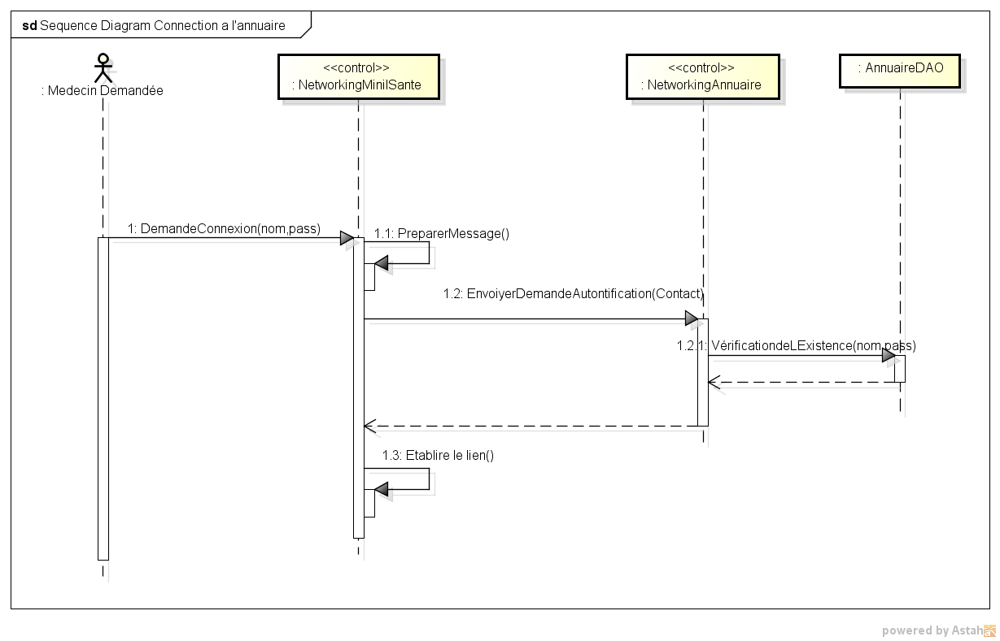 sd Sequence Diagram Connection a l'annuaire
: Medecin Demandée
<<control>>
: NetworkingMinilSante
<<control>>
: NetworkingAnnuaire
: AnnuaireDAO
1: DemandeConnexion(nom,pass)
1.1: PreparerMessage()
1.2: EnvoiyerDemandeAutontification(Contact)
1.2.1: VérificationdeLExistence(nom,pass)
1.3: Etablire le lien()
powered by Astah